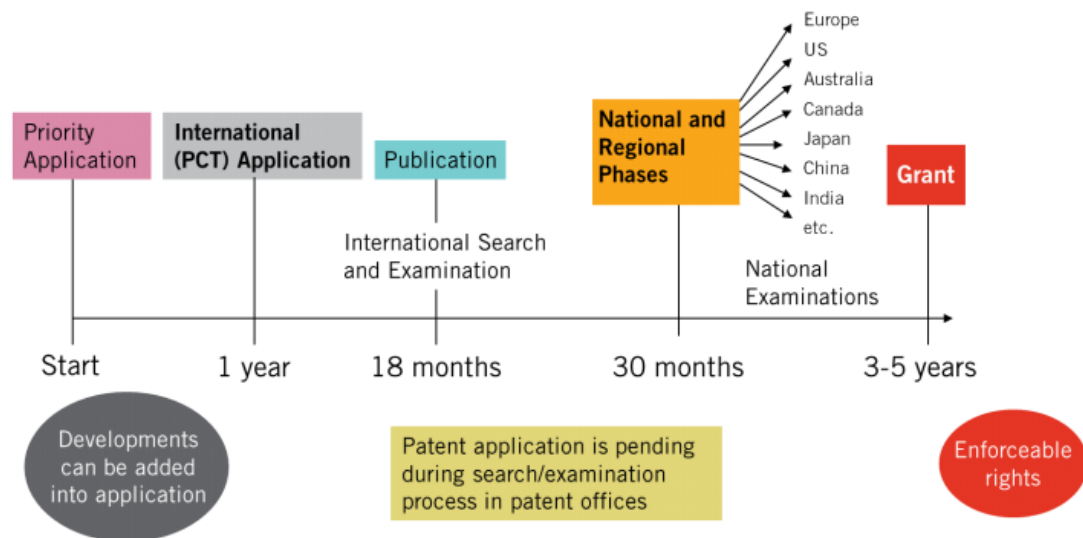 Europe
US
Australia
Canada
Japan
China
India
etc.
Priority
Application
International
(PCT) Application
Publication
National and
Regional
Phases
Grant
International Search
and Examination
National
Examinations
Start
1 year
18 months
30 months
3-5 years
Developments
can be added
into application
Patent application is pending
during search/examination
process in patent offices
Enforceable
rights